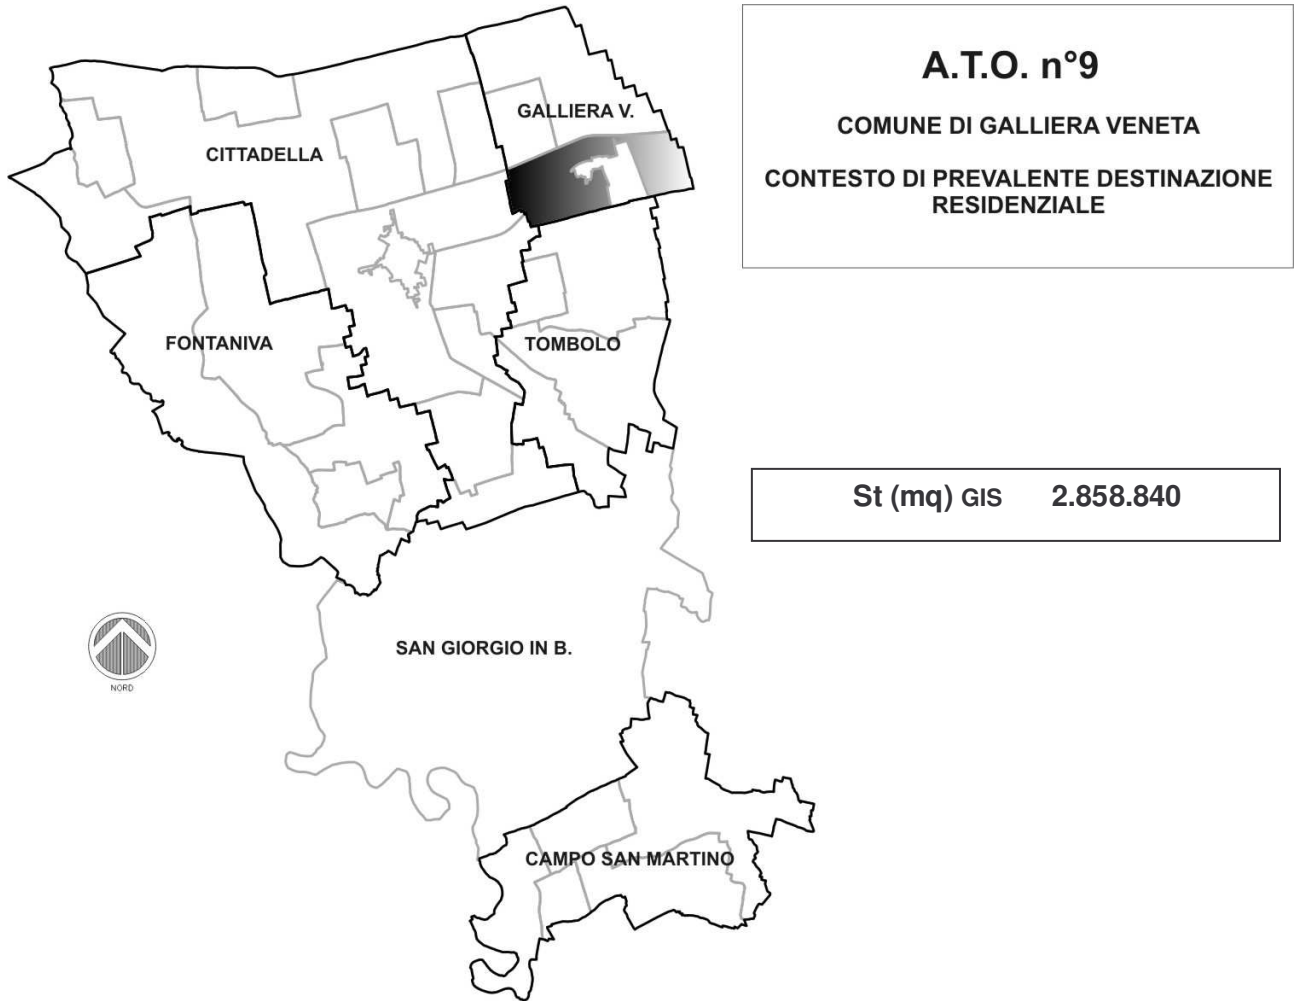 A.T.O. n°9
COMUNE DI GALLIERA VENETA
CONTESTO DI PREVALENTE DESTINAZIONE
RESIDENZIALE
GALLIERA V.
CITTADELLA
FONTANIVA
TOMBOLO
St (mq) GIS 2.858.840
SAN GIORGIO IN B.
NORD
CAMPO SAN MARTINO